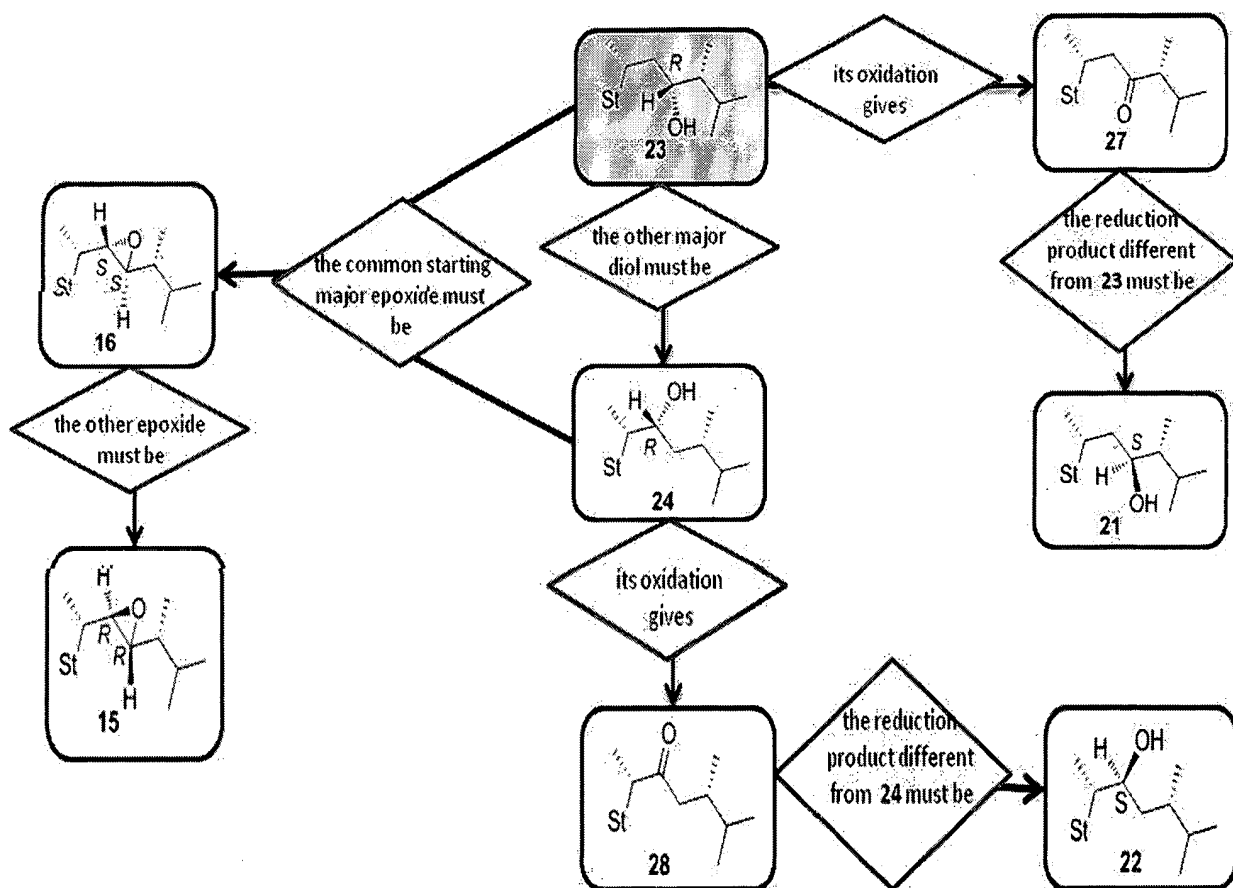 R
St
H
OH
23
its oxidation
gives
St
O
27
the reduction
product different
from 23 must be
S
St
H
OH
21
the other major
diol must be
the common starting
major epoxide must
be
H
O
S
S
St
H
16
the other epoxide
must be
H
O
R
R
St
H
15
H
OH
R
St
24
its oxidation
gives
O
St
28
the reduction
product different
from 24 must be
H
OH
S
St
22